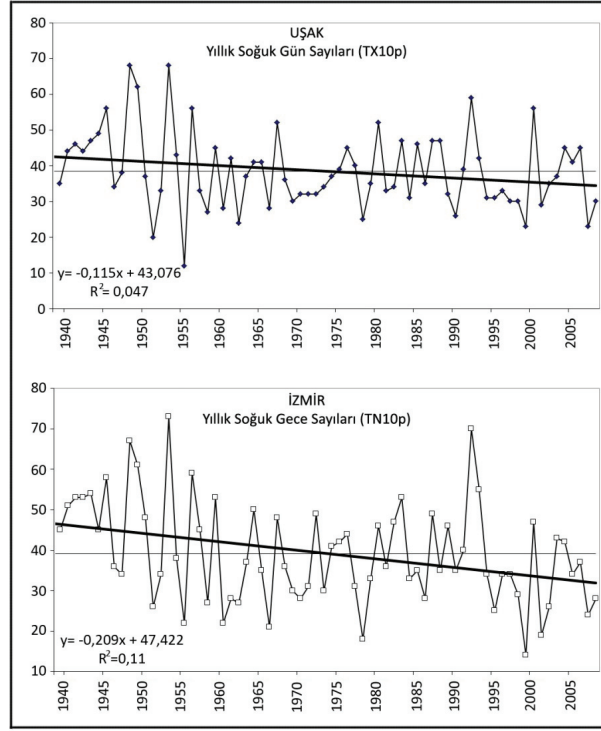 UŞAK
Yıllık Soğuk Gün Sayıları (TX10p)
80
70
60
50
40
30
20
10
0
y= -0,115x + 43,076
R²= 0,047
1940 1945 1950 1955 1960 1965 1970 1975 1980 1985 1990 1995 2000 2005
İZMİR
Yıllık Soğuk Gece Sayıları (TN10p)
80
70
60
50
40
30
20
10
y= -0,209x + 47,422
R²=0,11
1940 1945 1950 1955 1960 1965 1970 1975 1980 1985 1990 1995 2000 2005